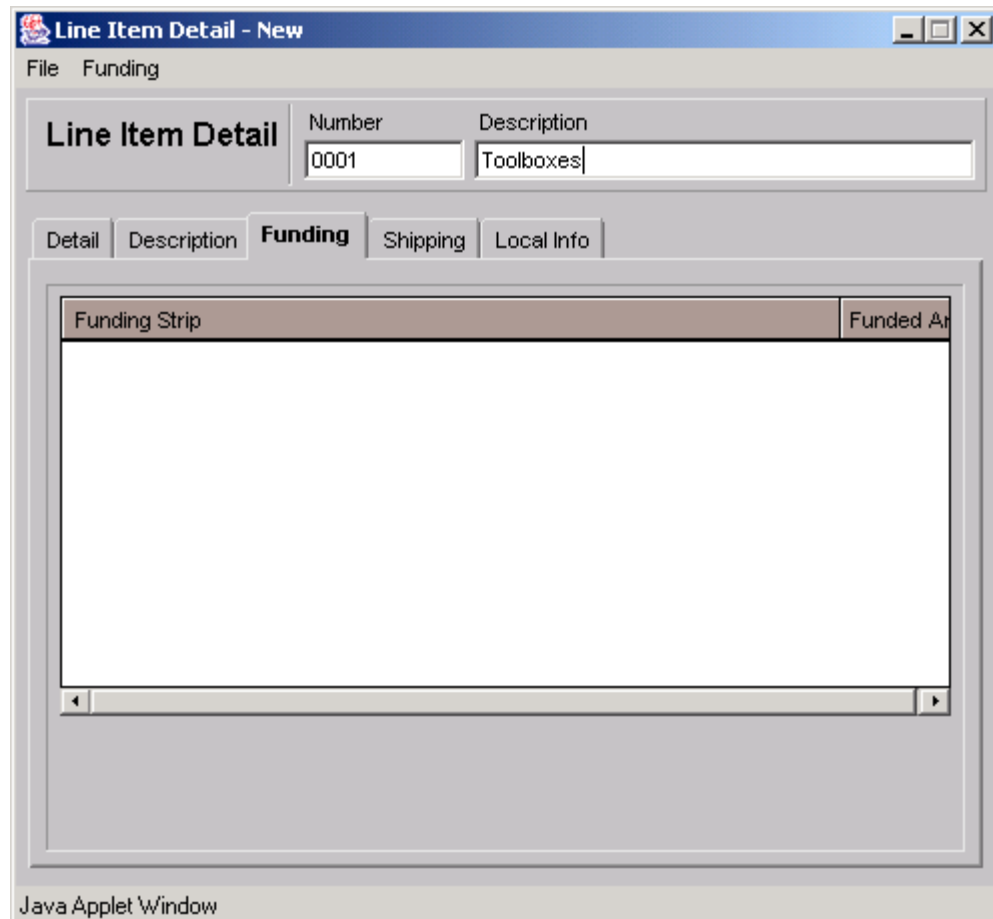 Line Item Detail - New
File Funding
Line Item Detail
Number Description
0001 Toolboxes
Detail Description Funding Shipping Local Info
Funding Strip Funded
Java Applet Window